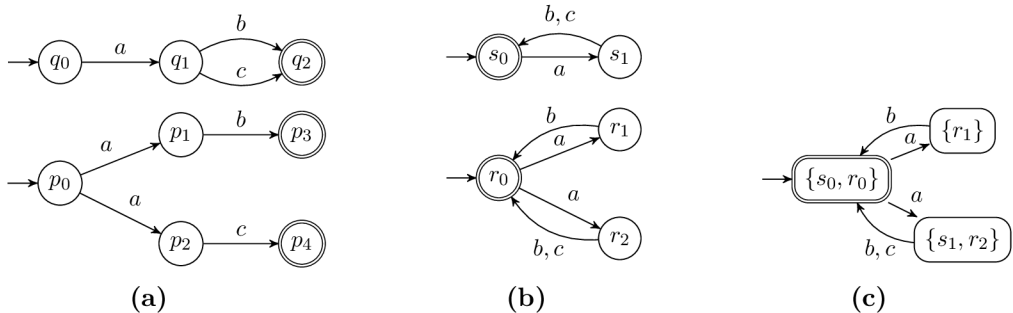 b
q₀ a q₁ q₂
c
p₁ b p₃
a
p₀
a
p₂ c p₄
(a)
b, c
s₀ s₁
a
b r₁
a
r₀
a
r₂
b, c
(b)
b {r₁}
a
{s₀, r₀}
a
{s₁, r₂}
b, c
(c)